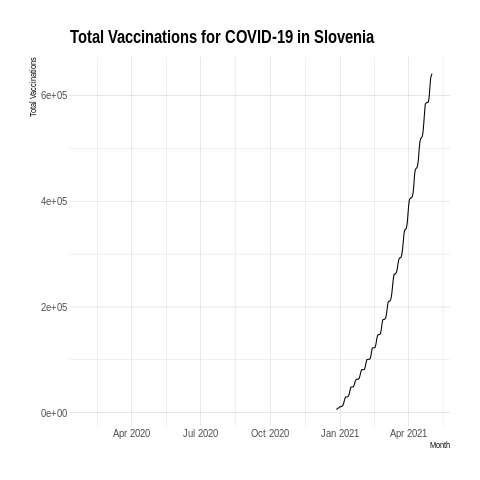 Total Vaccinations for COVID-19 in Slovenia
Total Vaccinations
6e+05
4e+05
2e+05
0e+00
Apr 2020 Jul 2020 Oct 2020 Jan 2021 Apr 2021
Month